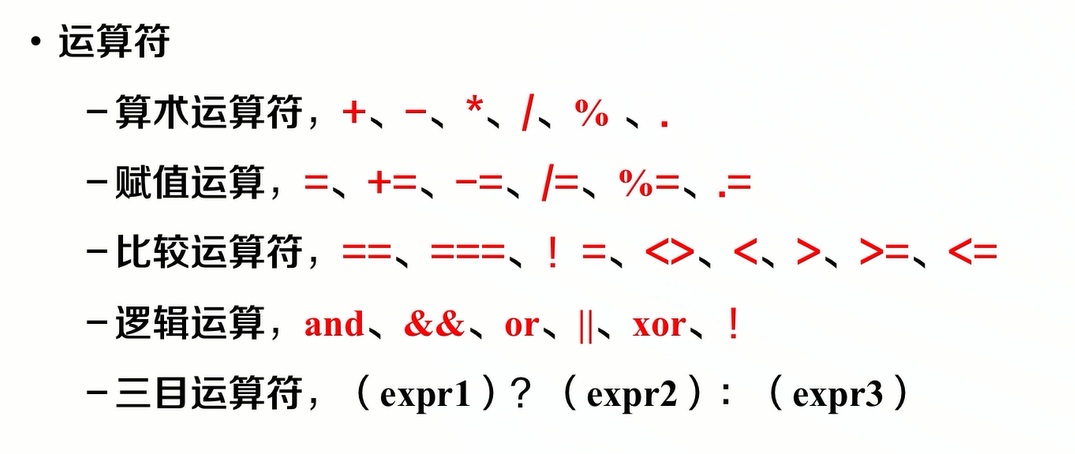 • 运算符
– 算术运算符，+、-、*、/、% 、.
– 赋值运算，=、+=、-=、/=、%=、.=
– 比较运算符，==、===、！=、<>、<、>、>=、<=
– 逻辑运算，and、&&、or、||、xor、！
– 三目运算符，（expr1）？（expr2）：（expr3）